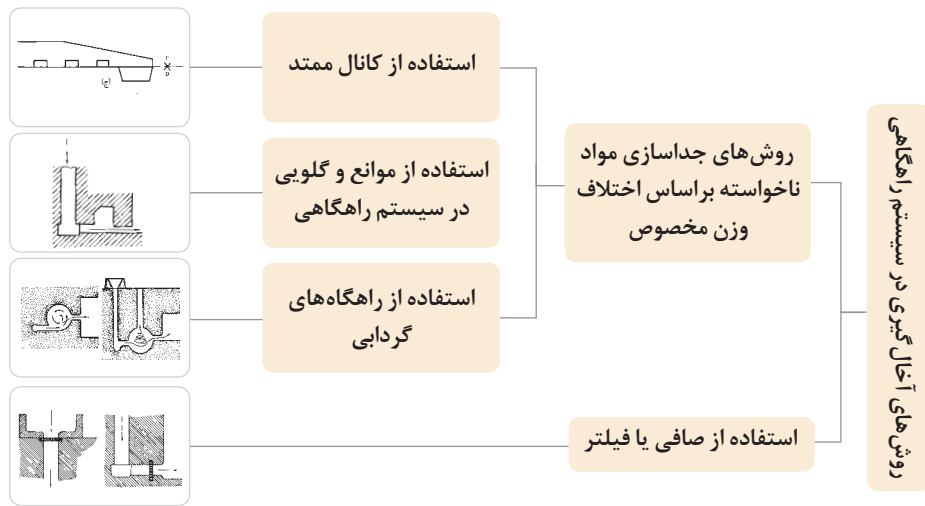 روش‌های آخال گیری در سیستم راهگاهی
روش‌های جداسازی مواد
ناخواسته براساس اختلاف
وزن مخصوص
استفاده از کانال ممتد
استفاده از موانع و گلویی
در سیستم راهگاهی
استفاده از راهگاه‌های
گردابی
استفاده از صافی یا فیلتر
(ج)